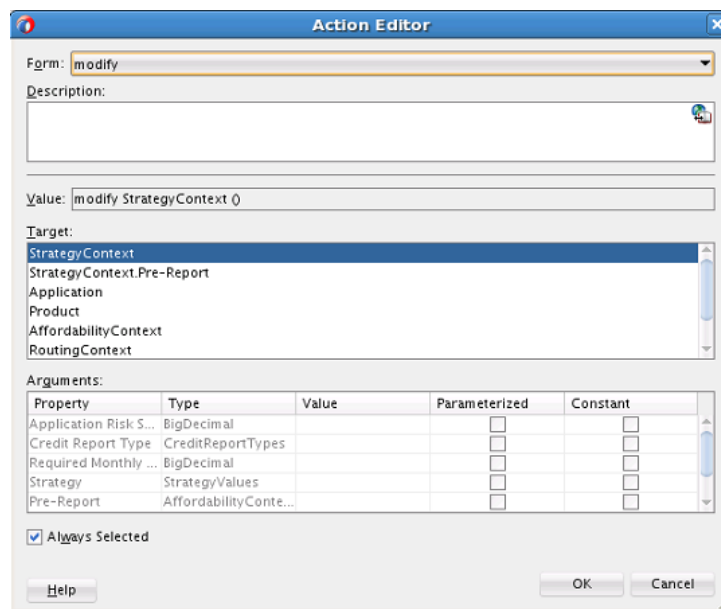 Action Editor
Form: modify
Description:
Value: modify StrategyContext ()
Target:
StrategyContext
StrategyContext.Pre-Report
Application
Product
AffordabilityContext
RoutingContext
Arguments:
Property Type Value Parameterized Constant
Application Risk S... BigDecimal
Credit Report Type CreditReportTypes
Required Monthly ... BigDecimal
Strategy StrategyValues
Pre-Report AffordabilityConte...
Always Selected
Help OK Cancel